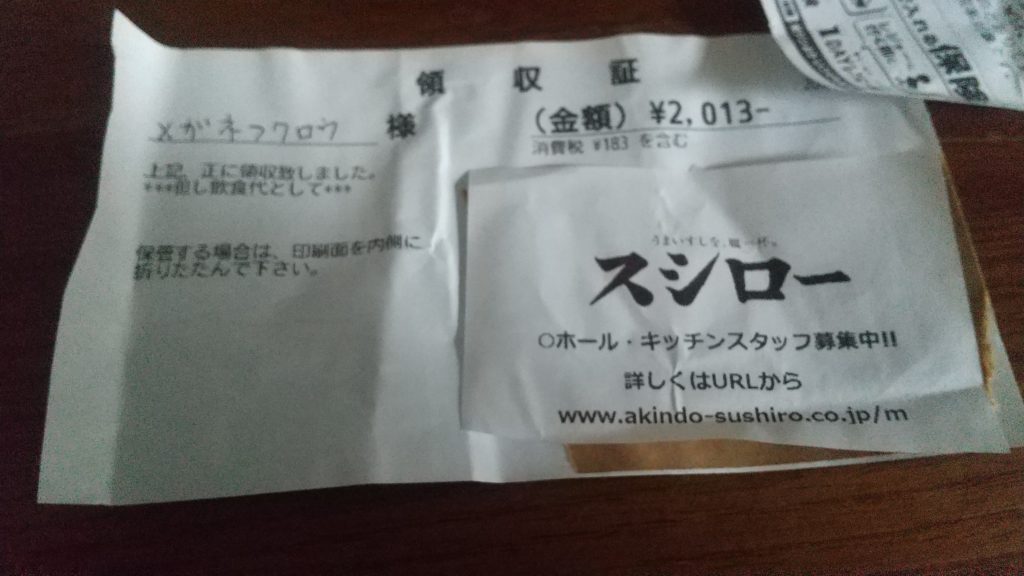 領収証
メガネフクロウ 様
(金額) ¥2,013-
消費税 ¥183 を含む
上記、正に領収致しました。
***但し飲食代として***
保管する場合は、印刷面を内側に
折りたたんで下さい。
うまいすしを、腹一杯。
スシロー
○ホール・キッチンスタッフ募集中!!
詳しくはURLから
www.akindo-sushiro.co.jp/m
保険
1DAY